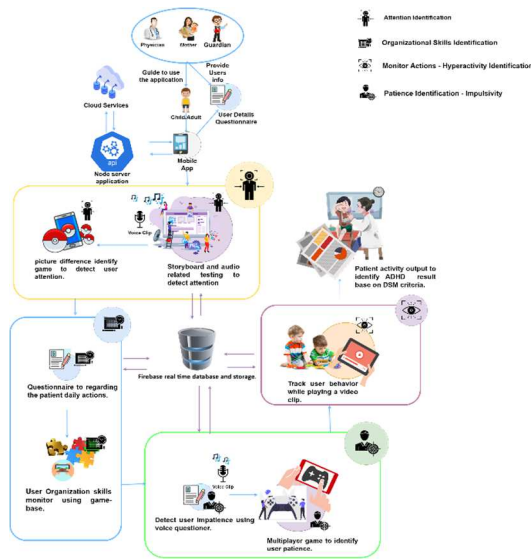 Physician
Mother
Guardian
Guide to use
the application
Provide
Users
info
Cloud Services
Child/Adult
User Details
Questionnaire
api
Node server
application
Mobile
App
Attention Identification
Organizational Skills Identification
Monitor Actions - Hyperactivity Identification
Patience Identification - Impulsivity
Voice Clip
picture difference identify
game to detect user
attention.
Storyboard and audio
related testing to
detect attention
Patient activity output to
identify ADHD result
base on DSM criteria.
Questionnaire to regarding
the patient daily actions.
Firebase real time database and storage.
Track user behavior
while playing a video
clip.
User Organization skills
monitor using game-
base.
Voice Clip
Detect user Impatience using
voice questioner.
Multiplayer game to identify
user patience.